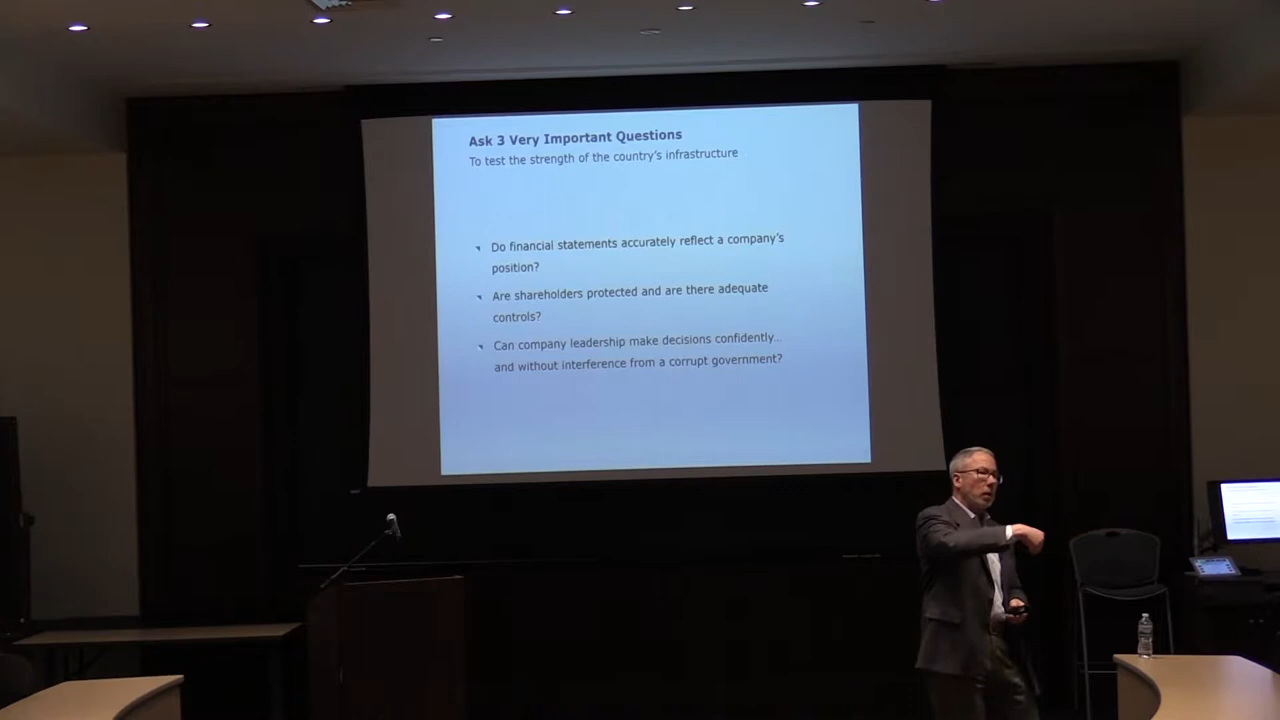 Ask 3 Very Important Questions
To test the strength of the country's infrastructure
Do financial statements accurately reflect a company's
position?
Are shareholders protected and are there adequate
controls?
Can company leadership make decisions confidently...
and without interference from a corrupt government?